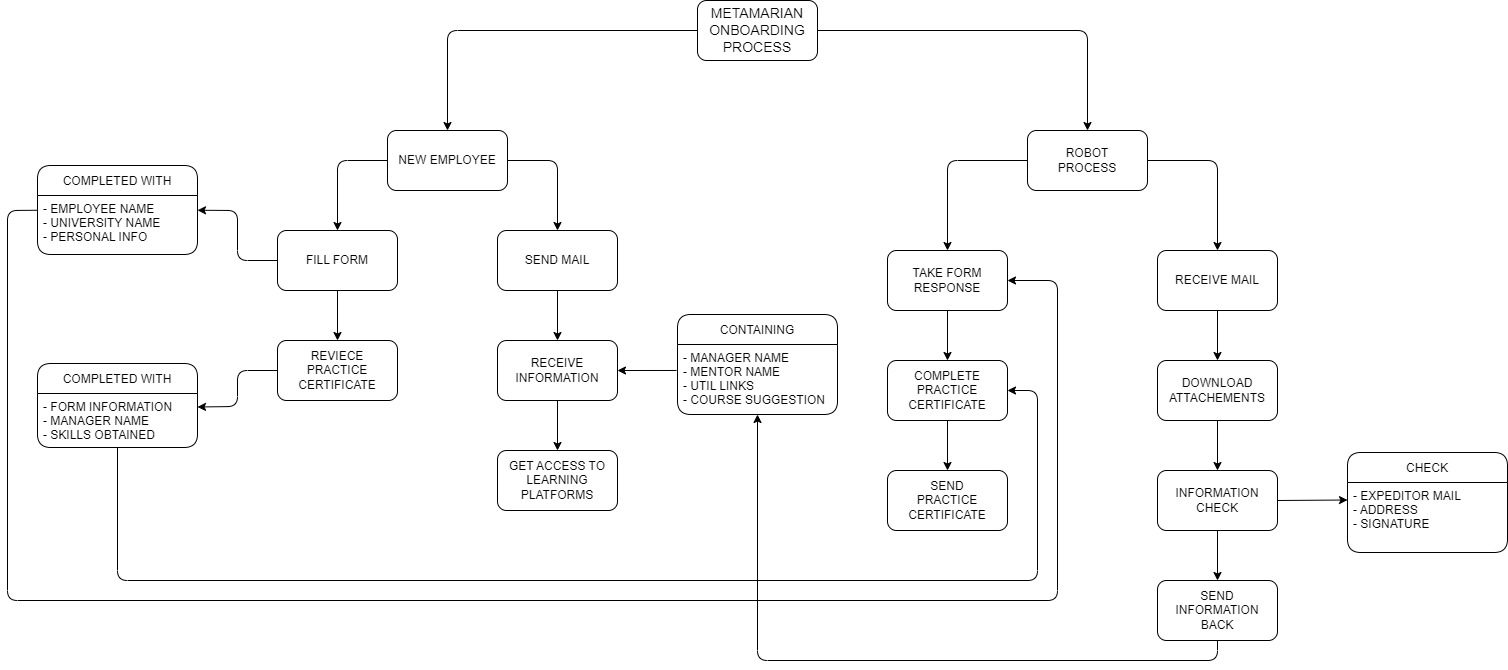 METAMARIAN
ONBOARDING
PROCESS
NEW EMPLOYEE
ROBOT
PROCESS
COMPLETED WITH
- EMPLOYEE NAME
- UNIVERSITY NAME
- PERSONAL INFO
FILL FORM
SEND MAIL
TAKE FORM
RESPONSE
RECEIVE MAIL
CONTAINING
- MANAGER NAME
- MENTOR NAME
- UTIL LINKS
- COURSE SUGGESTION
REVIECE
PRACTICE
CERTIFICATE
RECEIVE
INFORMATION
COMPLETE
PRACTICE
CERTIFICATE
DOWNLOAD
ATTACHEMENTS
COMPLETED WITH
- FORM INFORMATION
- MANAGER NAME
- SKILLS OBTAINED
GET ACCESS TO
LEARNING
PLATFORMS
SEND
PRACTICE
CERTIFICATE
INFORMATION
CHECK
CHECK
- EXPEDITOR MAIL
- ADDRESS
- SIGNATURE
SEND
INFORMATION
BACK